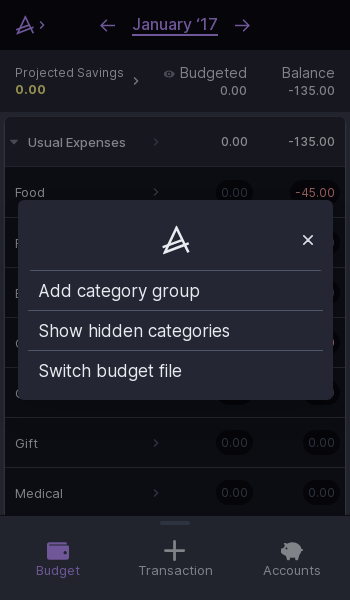 January ‘17
Projected Savings
0.00
Budgeted
0.00
Balance
-135.00
Usual Expenses 0.00 -135.00
Food 0.00 -45.00
Add category group
Show hidden categories
Switch budget file
Gift 0.00 0.00
Medical 0.00 0.00
Budget Transaction Accounts